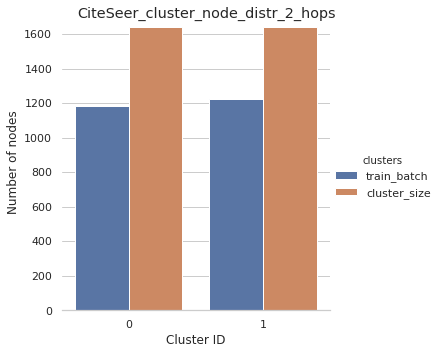 CiteSeer_cluster_node_distr_2_hops
Number of nodes
1600
1400
1200
1000
800
600
400
200
0
0 1
Cluster ID
clusters
train_batch
cluster_size